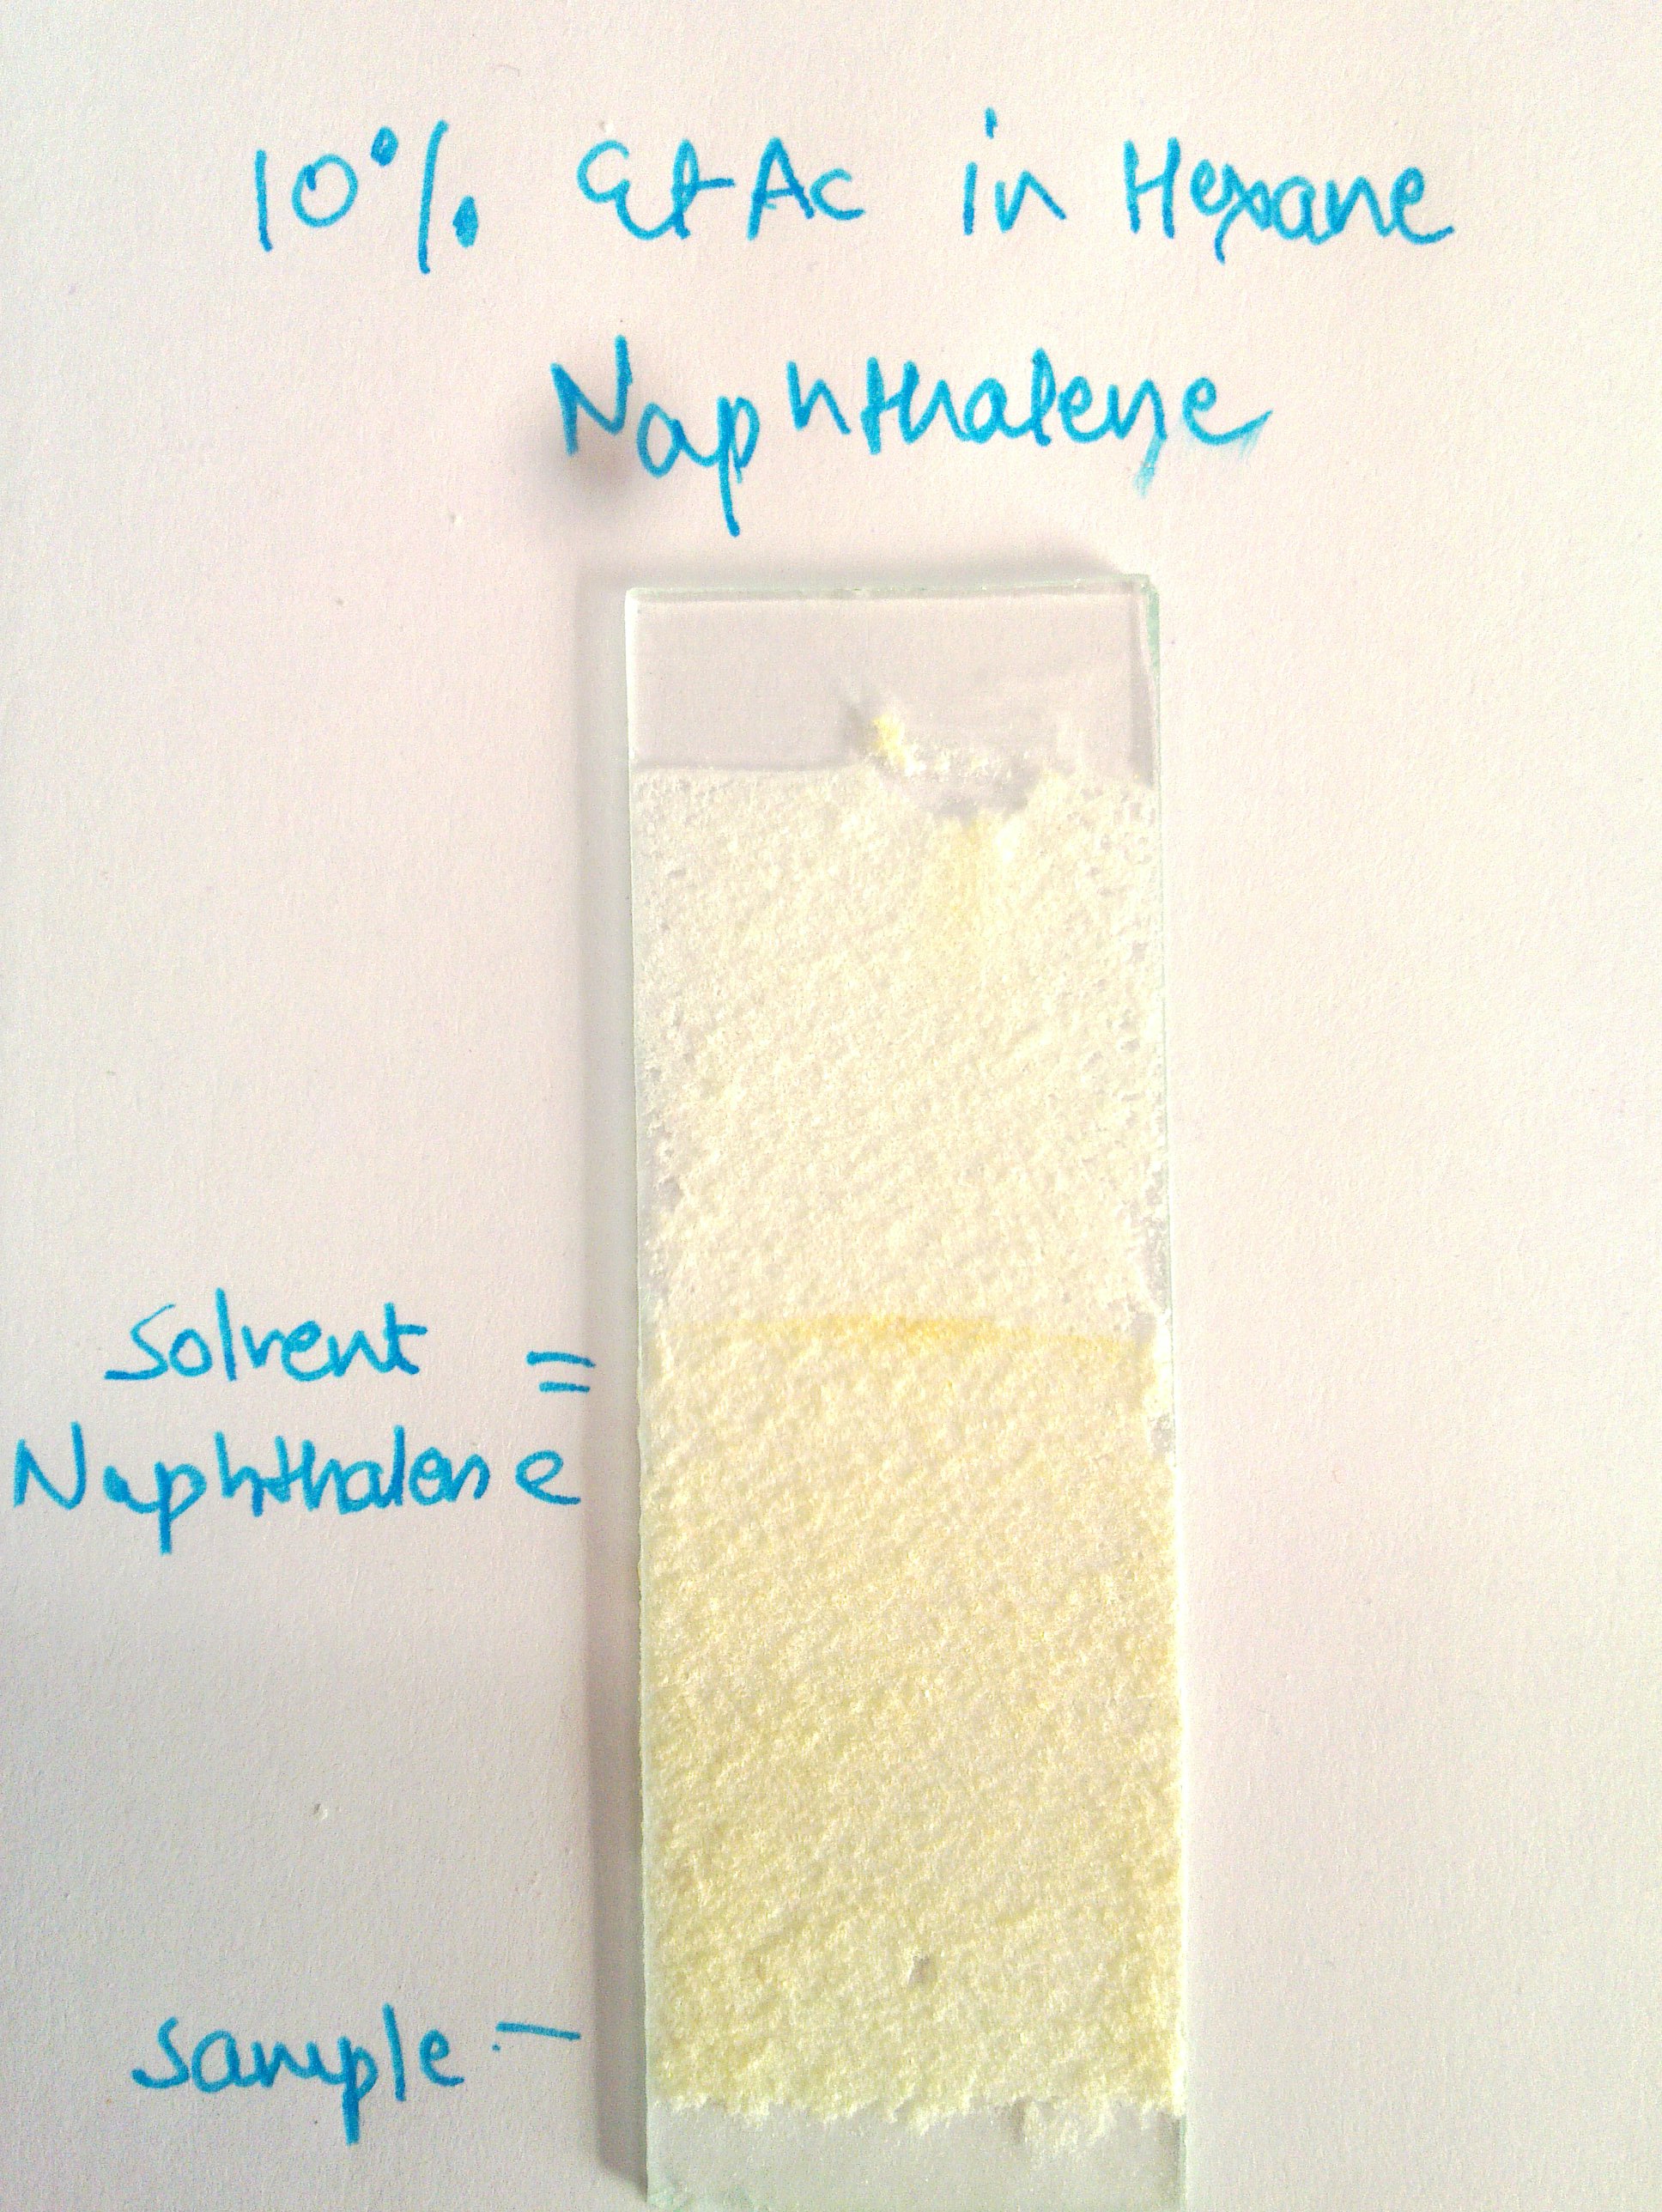 10% EtAc in Hexane
Naphthalene
Solvent =
Naphthalene
Sample -